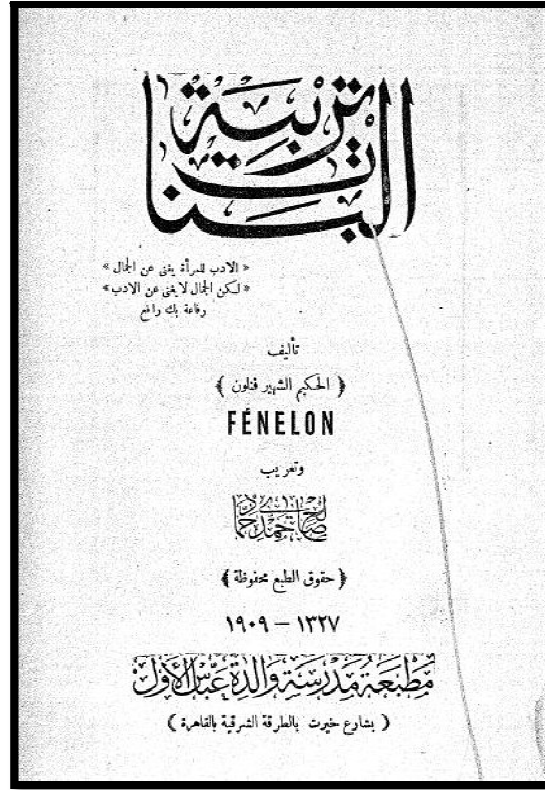 تربية
البنات
« الادب للمرأة يغنى عن الجمال »
« لكن الجمال لا يغنى عن الادب »
رفاعة بك رافع
تأليف
﴿ الحكيم الشهير فنلون ﴾
FÉNELON
وتعريب
صالح حمدي حماد
﴿ حقوق الطبع محفوظة ﴾
١٣٢٧ — ١٩٠٩
مطبعة مدرسة والدة عباس الأول
( بشارع خيرت بالطرقة الشرقية بالقاهرة )